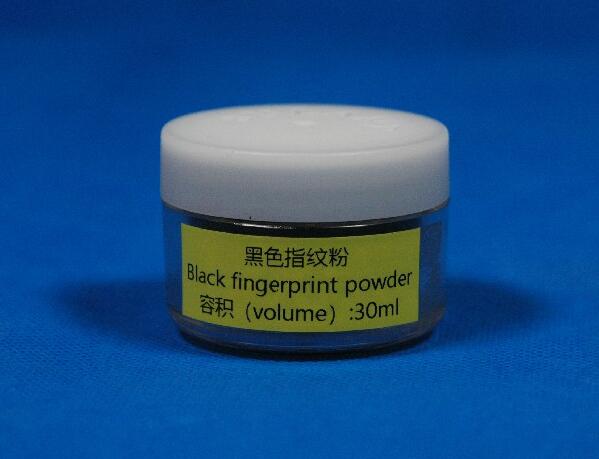 黑色指纹粉
Black fingerprint powder
容积（volume）:30ml